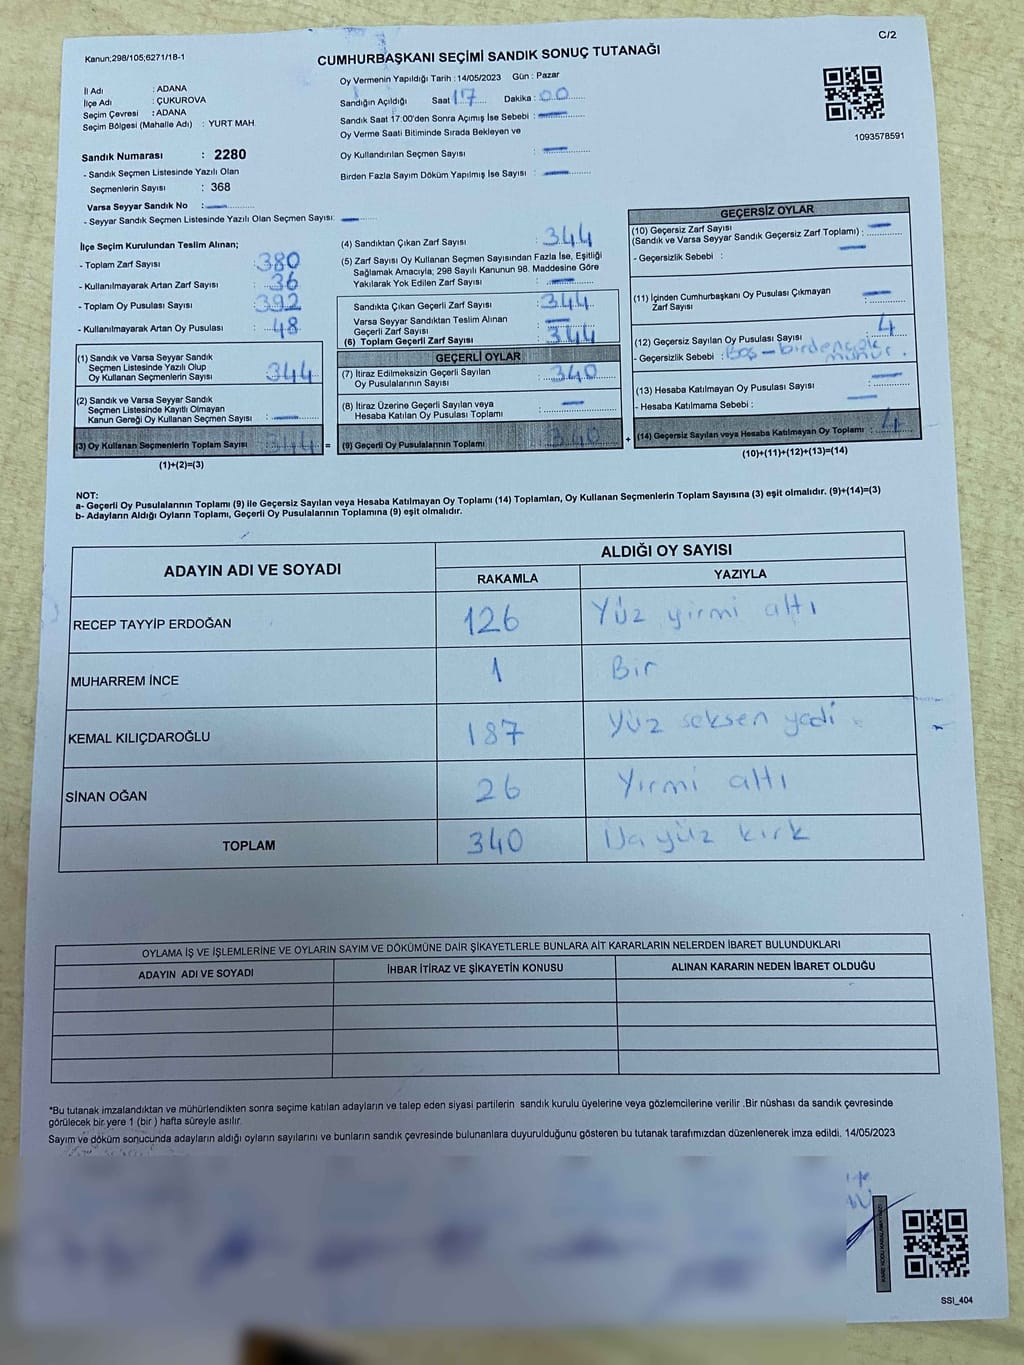 C/2
Kanun;298/105;6271/18-1
CUMHURBAŞKANI SEÇİMİ SANDIK SONUÇ TUTANAĞI
İl Adı : ADANA
İlçe Adı : ÇUKUROVA
Seçim Çevresi : ADANA
Seçim Bölgesi (Mahalle Adı) : YURT MAH.
Sandık Numarası : 2280
- Sandık Seçmen Listesinde Yazılı Olan
Seçmenlerin Sayısı : 368
Varsa Seyyar Sandık No :
- Seyyar Sandık Seçmen Listesinde Yazılı Olan Seçmen Sayısı:
Oy Vermenin Yapıldığı Tarih : 14/05/2023 Gün : Pazar
Sandığın Açıldığı Saat 17 Dakika : 00
Sandık Saat 17:00'den Sonra Açımış İse Sebebi :
Oy Verme Saati Bitiminde Sırada Bekleyen ve
Oy Kullandırılan Seçmen Sayısı :
Birden Fazla Sayım Döküm Yapılmış İse Sayısı :
1093578591
İlçe Seçim Kurulundan Teslim Alınan;
- Toplam Zarf Sayısı : 380
- Kullanılmayarak Artan Zarf Sayısı : 36
- Toplam Oy Pusulası Sayısı : 392
- Kullanılmayarak Artan Oy Pusulası : 48
(1) Sandık ve Varsa Seyyar Sandık
Seçmen Listesinde Yazılı Olup
Oy Kullanan Seçmenlerin Sayısı : 344
(2) Sandık ve Varsa Seyyar Sandık
Seçmen Listesinde Kayıtlı Olmayan
Kanun Gereği Oy Kullanan Seçmen Sayısı :
(3) Oy Kullanan Seçmenlerin Toplam Sayısı : 344 =
(1)+(2)=(3)
(4) Sandıktan Çıkan Zarf Sayısı : 344
(5) Zarf Sayısı Oy Kullanan Seçmen Sayısından Fazla İse, Eşitliği
Sağlamak Amacıyla; 298 Sayılı Kanunun 98. Maddesine Göre
Yakılarak Yok Edilen Zarf Sayısı :
Sandıkta Çıkan Geçerli Zarf Sayısı : 344
Varsa Seyyar Sandıktan Teslim Alınan
Geçerli Zarf Sayısı :
(6) Toplam Geçerli Zarf Sayısı : 344
GEÇERLİ OYLAR
(7) İtiraz Edilmeksizin Geçerli Sayılan
Oy Pusulalarının Sayısı : 340
(8) İtiraz Üzerine Geçerli Sayılan veya
Hesaba Katılan Oy Pusulası Toplamı :
(9) Geçerli Oy Pusulalarının Toplamı : 340 +
GEÇERSİZ OYLAR
(10) Geçersiz Zarf Sayısı
(Sandık ve Varsa Seyyar Sandık Geçersiz Zarf Toplamı) :
- Geçersizlik Sebebi :
(11) İçinden Cumhurbaşkanı Oy Pusulası Çıkmayan
Zarf Sayısı :
(12) Geçersiz Sayılan Oy Pusulası Sayısı : 4
- Geçersizlik Sebebi : Boş - birden çok
mühür.
(13) Hesaba Katılmayan Oy Pusulası Sayısı :
- Hesaba Katılmama Sebebi :
(14) Geçersiz Sayılan veya Hesaba Katılmayan Oy Toplamı : 4
(10)+(11)+(12)+(13)=(14)
NOT:
a- Geçerli Oy Pusulalarının Toplamı (9) ile Geçersiz Sayılan veya Hesaba Katılmayan Oy Toplamı (14) Toplamları, Oy Kullanan Seçmenlerin Toplam Sayısına (3) eşit olmalıdır. (9)+(14)=(3)
b- Adayların Aldığı Oyların Toplamı, Geçerli Oy Pusulalarının Toplamına (9) eşit olmalıdır.
ADAYIN ADI VE SOYADI
ALDIĞI OY SAYISI
RAKAMLA YAZIYLA
RECEP TAYYİP ERDOĞAN 126 Yüz yirmi altı
MUHARREM İNCE 1 Bir
KEMAL KILIÇDAROĞLU 187 Yüz seksen yedi
SİNAN OĞAN 26 Yirmi altı
TOPLAM 340 yüz kırk
OYLAMA İŞ VE İŞLEMLERİNE VE OYLARIN SAYIM VE DÖKÜMÜNE DAİR ŞİKAYETLERLE BUNLARA AİT KARARLARIN NELERDEN İBARET BULUNDUKLARI
ADAYIN ADI VE SOYADI İHBAR İTİRAZ VE ŞİKAYETİN KONUSU ALINAN KARARIN NEDEN İBARET OLDUĞU
*Bu tutanak imzalandıktan ve mühürlendikten sonra seçime katılan adayların ve talep eden siyasi partilerin sandık kurulu üyelerine veya gözlemcilerine verilir .Bir nüshası da sandık çevresinde
görülecek bir yere 1 (bir ) hafta süreyle asılır.
Sayım ve döküm sonucunda adayların aldığı oyların sayılarını ve bunların sandık çevresinde bulunanlara duyurulduğunu gösteren bu tutanak tarafımızdan düzenlenerek imza edildi. 14/05/2023
SSI_404